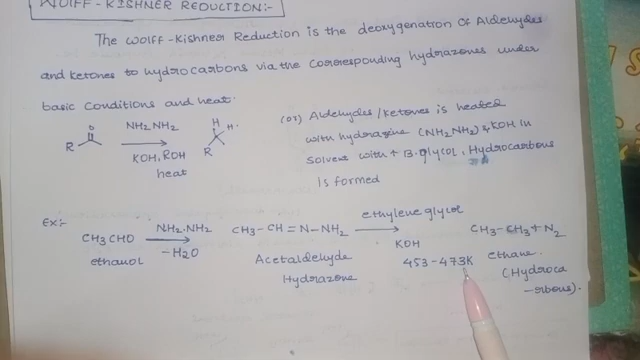 WOLFF-KISHNER REDUCTION:-
The Wolff-Kishner Reduction is the deoxygenation of Aldehydes
and ketones to hydrocarbons via the corresponding hydrazones under
basic conditions and heat.
O
R
NH2NH2
KOH, ROH
heat
H H
R
(or) Aldehydes/ketones is heated
with hydrazine (NH2NH2) & KOH in
solvent with + B. glycol, Hydrocarbons
is formed
Ex:-
CH3CHO
ethanol
NH2.NH2
-H2O
CH3-CH=N-NH2
Acetaldehyde
Hydrazone
ethylene glycol
KOH
453-473K
CH3-CH3+N2
ethane.
(Hydroca
-rbons).